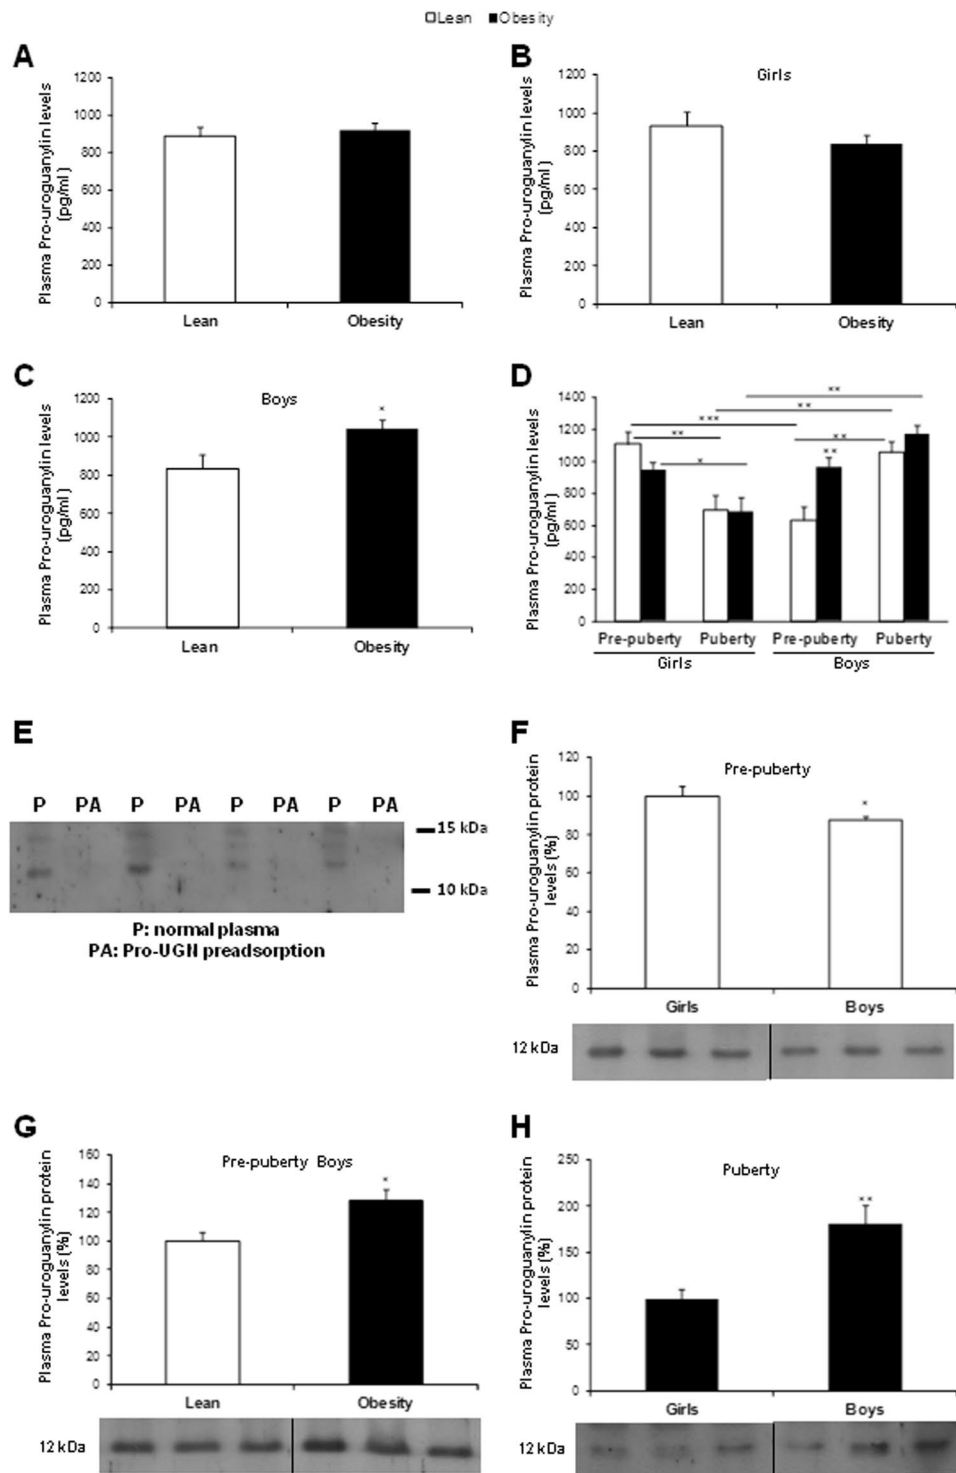 Lean Obesity
A
Plasma Pro-uroguanylin levels
(pg/ml)
1200
1000
800
600
400
200
0
Lean Obesity
B
Girls
Plasma Pro-uroguanylin levels
(pg/ml)
1200
1000
800
600
400
200
0
Lean Obesity
C
Boys
Plasma Pro-uroguanylin levels
(pg/ml)
1200
1000
800
600
400
200
0
*
Lean Obesity
D
Plasma Pro-uroguanylin levels
(pg/ml)
1400
1200
1000
800
600
400
200
0
**
**
***
**
**
**
*
Pre-puberty Puberty Pre-puberty Puberty
Girls Boys
E
P PA P PA P PA P PA
15 kDa
10 kDa
P: normal plasma
PA: Pro-UGN preadsorption
F
Pre-puberty
Plasma Pro-uroguanylin protein
levels (%)
120
100
80
60
40
20
0
*
Girls Boys
12 kDa
G
Pre-puberty Boys
Plasma Pro-uroguanylin protein
levels (%)
160
140
120
100
80
60
40
20
0
*
Lean Obesity
12 kDa
H
Puberty
Plasma Pro-uroguanylin protein
levels (%)
250
200
150
100
50
0
**
Girls Boys
12 kDa